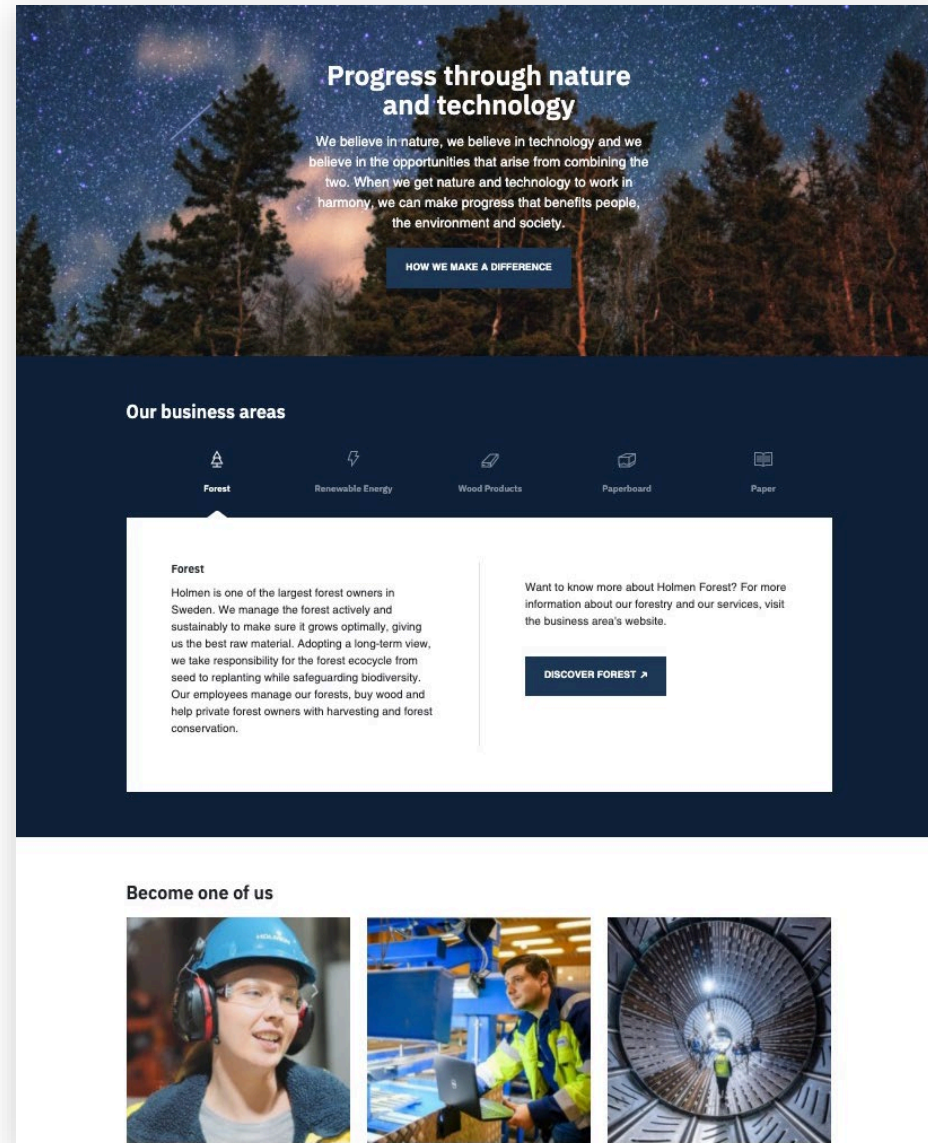 Progress through nature
and technology
We believe in nature, we believe in technology and we
believe in the opportunities that arise from combining the
two. When we get nature and technology to work in
harmony, we can make progress that benefits people,
the environment and society.
HOW WE MAKE A DIFFERENCE
Our business areas
Forest
Renewable Energy
Wood Products
Paperboard
Paper
Forest
Holmen is one of the largest forest owners in
Sweden. We manage the forest actively and
sustainably to make sure it grows optimally, giving
us the best raw material. Adopting a long-term view,
we take responsibility for the forest ecocycle from
seed to replanting while safeguarding biodiversity.
Our employees manage our forests, buy wood and
help private forest owners with harvesting and forest
conservation.
Want to know more about Holmen Forest? For more
information about our forestry and our services, visit
the business area's website.
DISCOVER FOREST ↗
Become one of us
HOLMEN